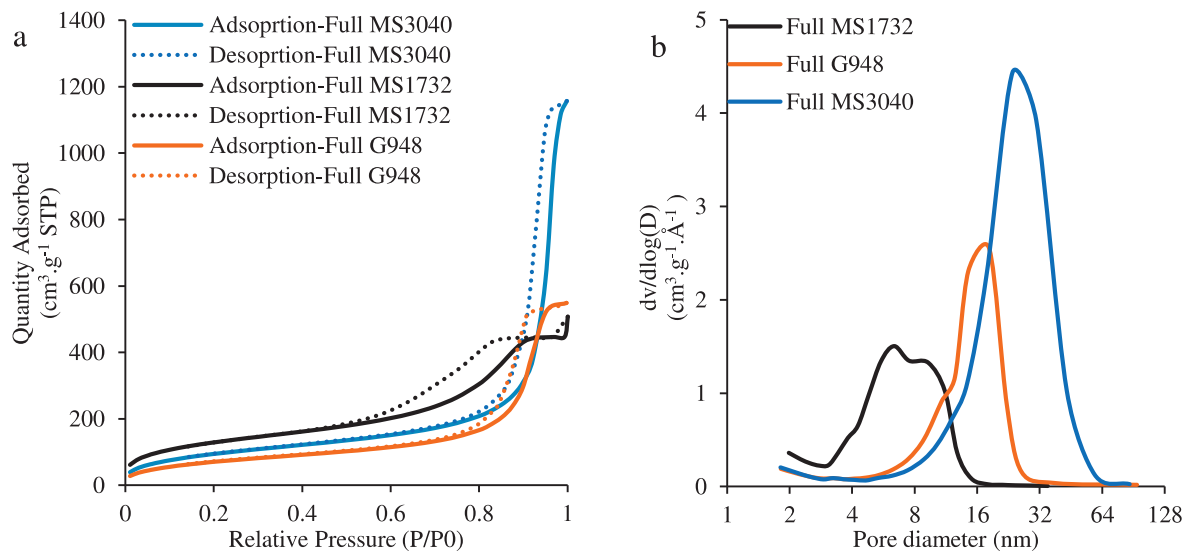 a
Adsoprtion-Full MS3040
Desoprtion-Full MS3040
Adsorption-Full MS1732
Desoprtion-Full MS1732
Adsorption-Full G948
Desorption-Full G948
1400
1200
1000
800
600
400
200
0
Quantity Adsorbed
(cm³.g⁻¹ STP)
0 0.2 0.4 0.6 0.8 1
Relative Pressure (P/P0)
b
Full MS1732
Full G948
Full MS3040
5
4
3
2
1
0
dv/dlog(D)
(cm³.g⁻¹.Å⁻¹)
1 2 4 8 16 32 64 128
Pore diameter (nm)